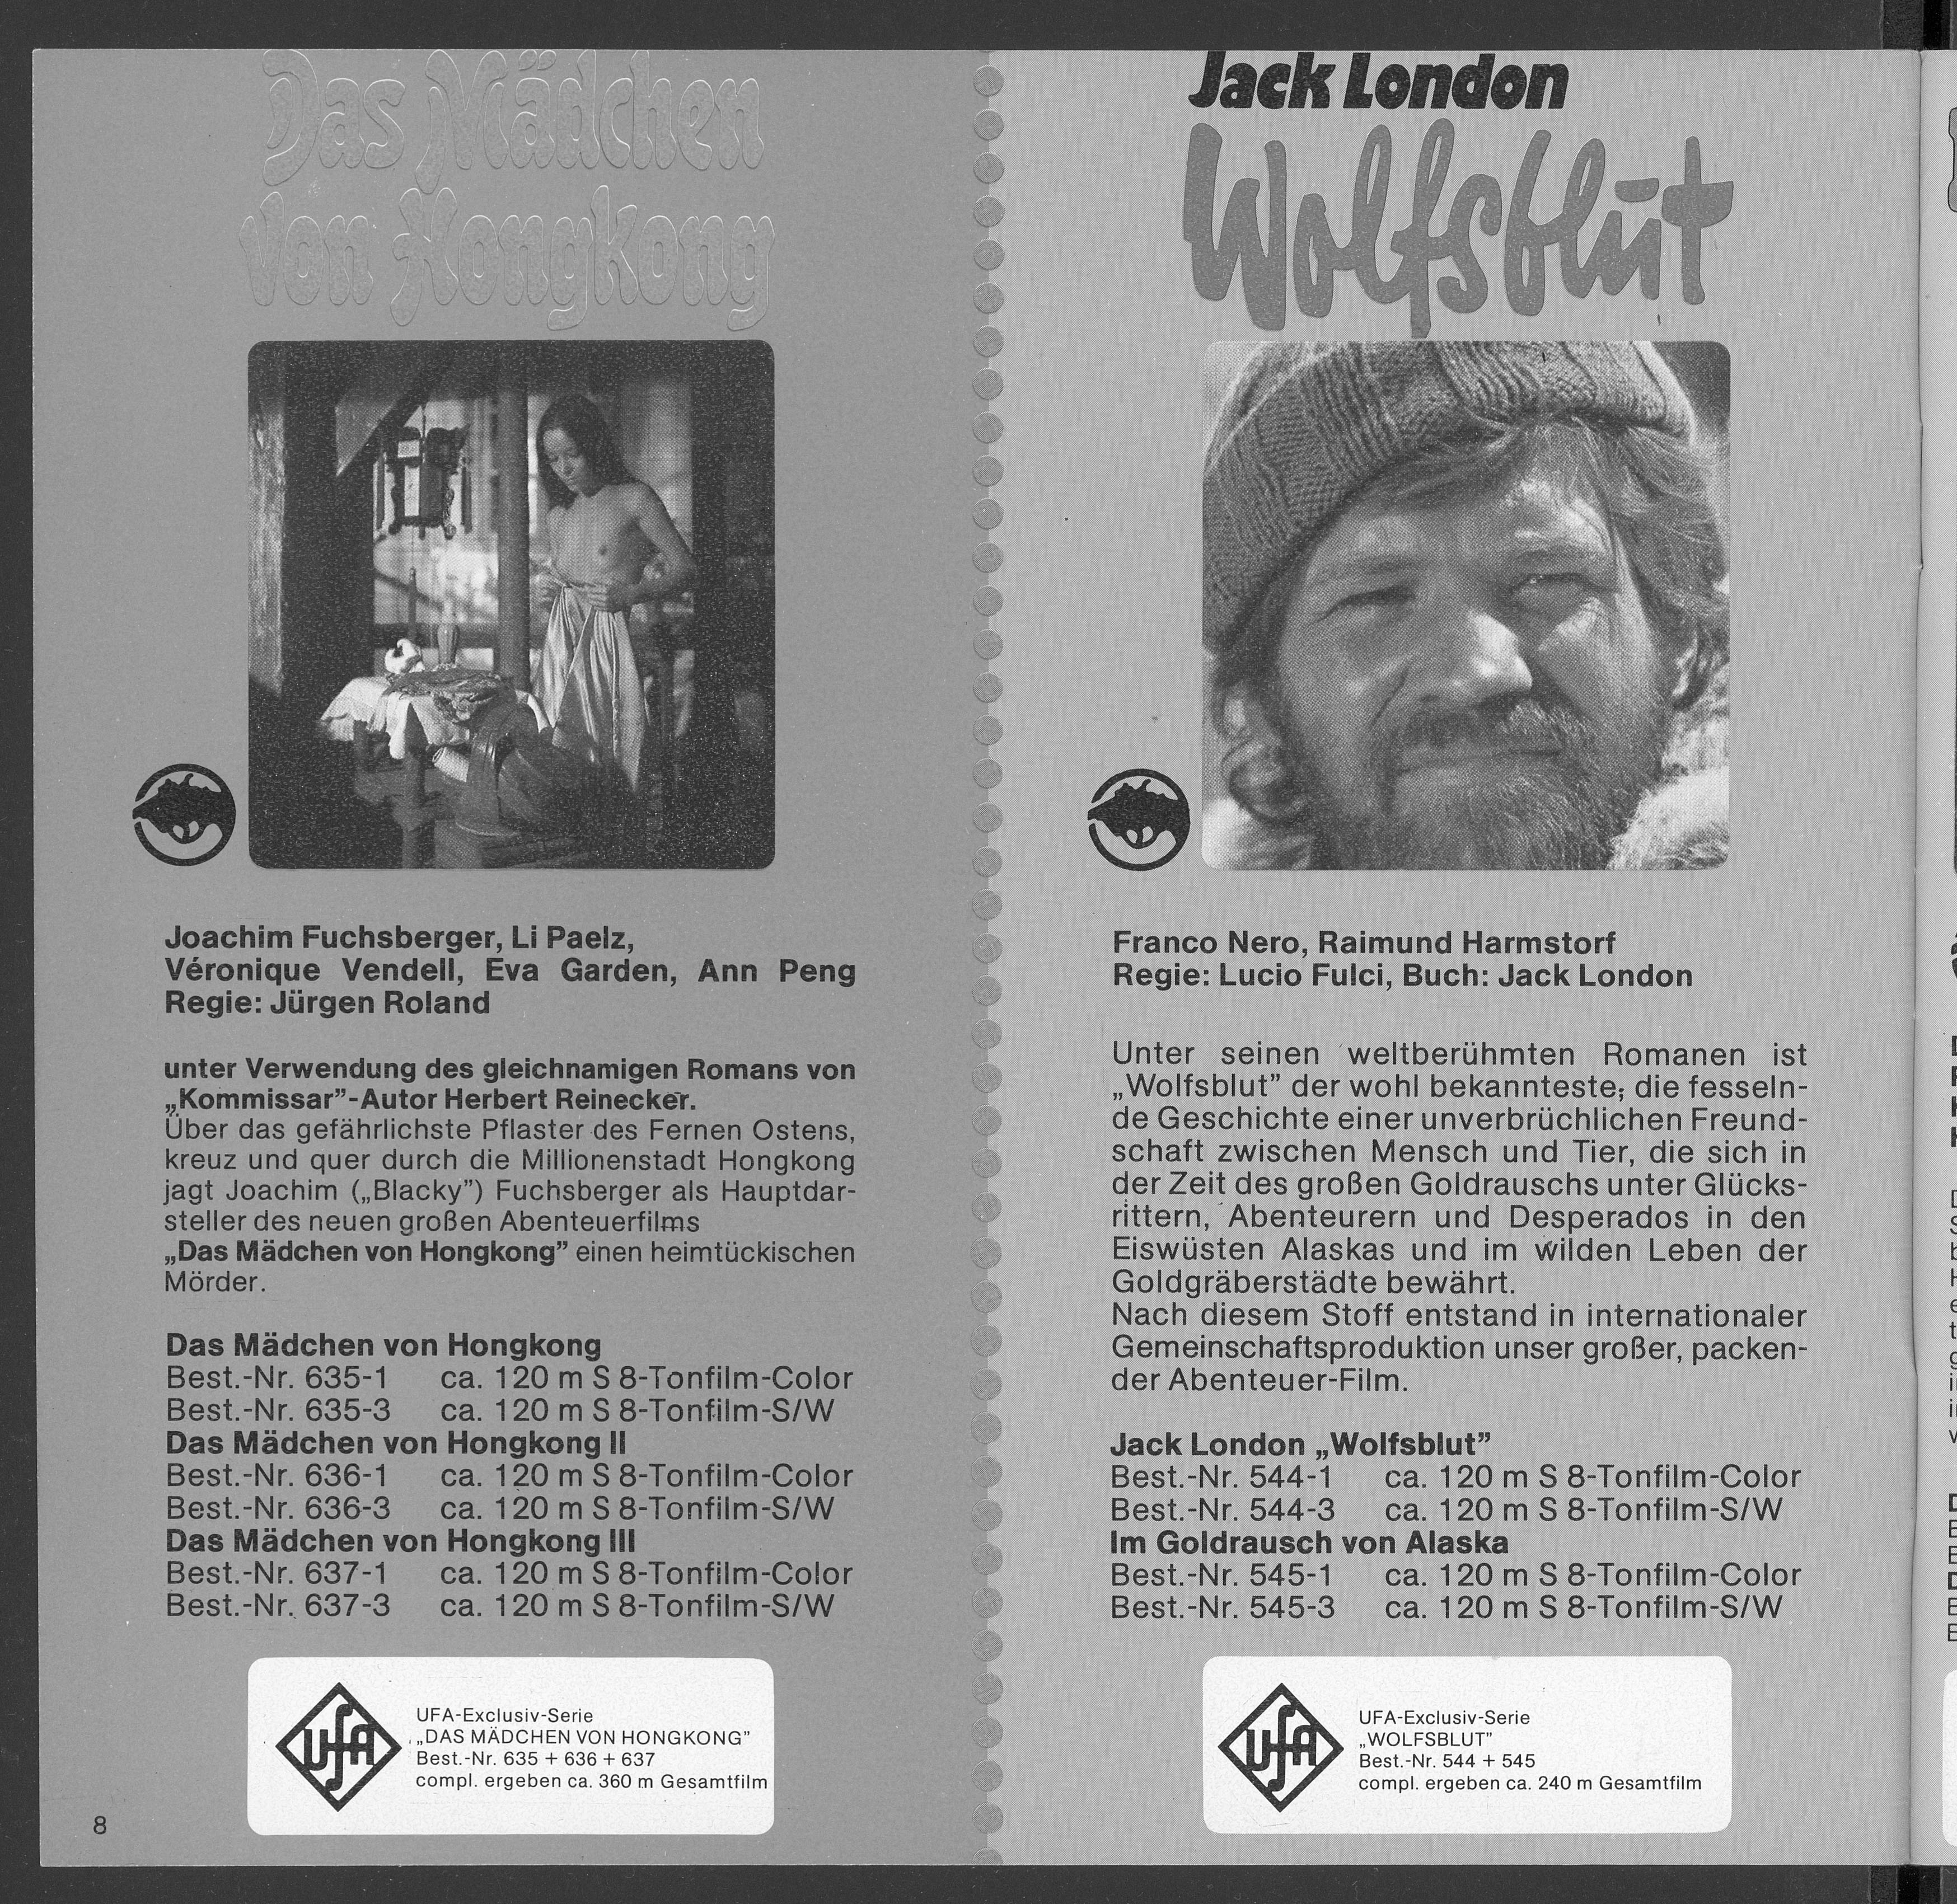 Das Mädchen
von Hongkong
Joachim Fuchsberger, Li Paelz,
Véronique Vendell, Eva Garden, Ann Peng
Regie: Jürgen Roland
unter Verwendung des gleichnamigen Romans von
„Kommissar”-Autor Herbert Reinecker.
Über das gefährlichste Pflaster des Fernen Ostens,
kreuz und quer durch die Millionenstadt Hongkong
jagt Joachim („Blacky”) Fuchsberger als Hauptdar-
steller des neuen großen Abenteuerfilms
„Das Mädchen von Hongkong” einen heimtückischen
Mörder.
Das Mädchen von Hongkong
Best.-Nr. 635-1 ca. 120 m S 8-Tonfilm-Color
Best.-Nr. 635-3 ca. 120 m S 8-Tonfilm-S/W
Das Mädchen von Hongkong II
Best.-Nr. 636-1 ca. 120 m S 8-Tonfilm-Color
Best.-Nr. 636-3 ca. 120 m S 8-Tonfilm-S/W
Das Mädchen von Hongkong III
Best.-Nr. 637-1 ca. 120 m S 8-Tonfilm-Color
Best.-Nr. 637-3 ca. 120 m S 8-Tonfilm-S/W
UfA
UFA-Exclusiv-Serie
„DAS MÄDCHEN VON HONGKONG”
Best.-Nr. 635 + 636 + 637
compl. ergeben ca. 360 m Gesamtfilm
8
Jack London
Wolfsblut
Franco Nero, Raimund Harmstorf
Regie: Lucio Fulci, Buch: Jack London
Unter seinen weltberühmten Romanen ist
„Wolfsblut” der wohl bekannteste; die fesseln-
de Geschichte einer unverbrüchlichen Freund-
schaft zwischen Mensch und Tier, die sich in
der Zeit des großen Goldrauschs unter Glücks-
rittern, Abenteurern und Desperados in den
Eiswüsten Alaskas und im wilden Leben der
Goldgräberstädte bewährt.
Nach diesem Stoff entstand in internationaler
Gemeinschaftsproduktion unser großer, packen-
der Abenteuer-Film.
Jack London „Wolfsblut”
Best.-Nr. 544-1 ca. 120 m S 8-Tonfilm-Color
Best.-Nr. 544-3 ca. 120 m S 8-Tonfilm-S/W
Im Goldrausch von Alaska
Best.-Nr. 545-1 ca. 120 m S 8-Tonfilm-Color
Best.-Nr. 545-3 ca. 120 m S 8-Tonfilm-S/W
UfA
UFA-Exclusiv-Serie
„WOLFSBLUT”
Best.-Nr. 544 + 545
compl. ergeben ca. 240 m Gesamtfilm